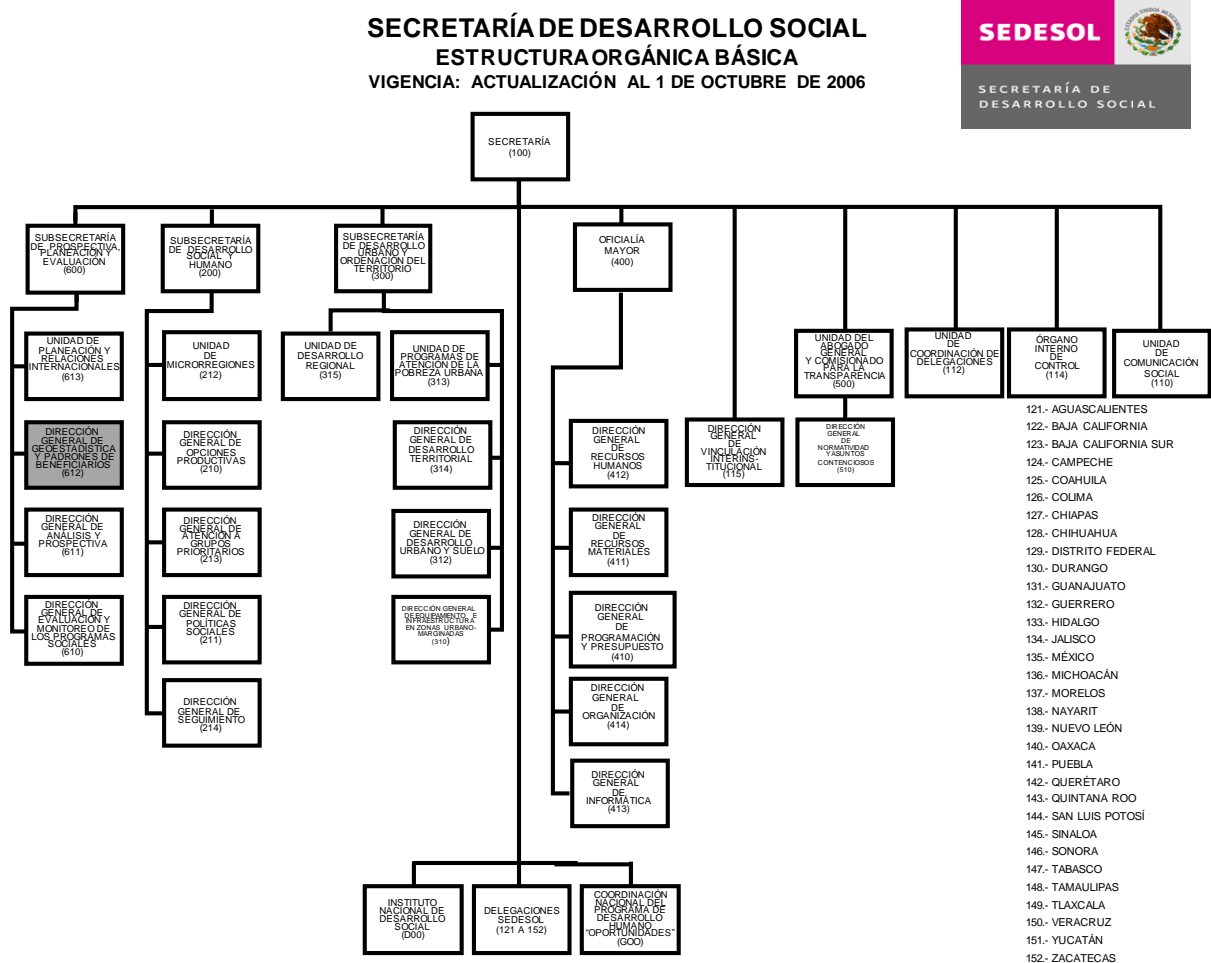 SECRETARÍA DE DESARROLLO SOCIAL
ESTRUCTURA ORGÁNICA BÁSICA
VIGENCIA: ACTUALIZACIÓN AL 1 DE OCTUBRE DE 2006
SEDESOL
ESTADOS UNIDOS MEXICANOS
SECRETARÍA DE
DESARROLLO SOCIAL
SECRETARÍA
(100)
SUBSECRETARÍA
DE PROSPECTIVA,
PLANEACIÓN Y
EVALUACIÓN
(600)
SUBSECRETARÍA
DE DESARROLLO
SOCIAL Y
HUMANO
(200)
SUBSECRETARÍA
DE DESARROLLO
URBANO Y
ORDENACIÓN DEL
TERRITORIO
(300)
OFICIALÍA
MAYOR
(400)
UNIDAD DE
PLANEACIÓN Y
RELACIONES
INTERNACIONALES
(613)
UNIDAD
DE
MICRORREGIONES
(212)
UNIDAD DE
DESARROLLO
REGIONAL
(315)
UNIDAD DE
PROGRAMAS DE
ATENCIÓN DE LA
POBREZA URBANA
(313)
UNIDAD DEL
ABOGADO
GENERAL
Y COMISIONADO
PARA LA
TRANSPARENCIA
(500)
UNIDAD
DE
COORDINACIÓN DE
DELEGACIONES
(112)
ÓRGANO
INTERNO
DE
CONTROL
(114)
UNIDAD
DE
COMUNICACIÓN
SOCIAL
(110)
DIRECCIÓN
GENERAL DE
GEOESTADÍSTICA
Y PADRONES DE
BENEFICIARIOS
(612)
DIRECCIÓN
GENERAL DE
OPCIONES
PRODUCTIVAS
(210)
DIRECCIÓN
GENERAL DE
DESARROLLO
TERRITORIAL
(314)
DIRECCIÓN
GENERAL
DE
RECURSOS
HUMANOS
(412)
DIRECCIÓN
GENERAL
DE
VINCULACIÓN
INTERINS-
TITUCIONAL
(115)
DIRECCIÓN
GENERAL
DE
NORMATIVIDAD
Y ASUNTOS
CONTENCIOSOS
(510)
DIRECCIÓN
GENERAL DE
ANÁLISIS Y
PROSPECTIVA
(611)
DIRECCIÓN
GENERAL DE
ATENCIÓN A
GRUPOS
PRIORITARIOS
(213)
DIRECCIÓN
GENERAL DE
DESARROLLO
URBANO Y SUELO
(312)
DIRECCIÓN
GENERAL
DE
RECURSOS
MATERIALES
(411)
DIRECCIÓN
GENERAL DE
EVALUACIÓN Y
MONITOREO DE
LOS PROGRAMAS
SOCIALES
(610)
DIRECCIÓN
GENERAL DE
POLÍTICAS
SOCIALES
(211)
DIRECCIÓN GENERAL
DE EQUIPAMIENTO E
INFRAESTRUCTURA
EN ZONAS URBANO-
MARGINADAS
(310)
DIRECCIÓN
GENERAL
DE
PROGRAMACIÓN
Y PRESUPUESTO
(410)
DIRECCIÓN
GENERAL DE
SEGUIMIENTO
(214)
DIRECCIÓN
GENERAL
DE
ORGANIZACIÓN
(414)
DIRECCIÓN
GENERAL
DE
INFORMÁTICA
(413)
INSTITUTO
NACIONAL DE
DESARROLLO
SOCIAL
(D00)
DELEGACIONES
SEDESOL
(121 A 152)
COORDINACIÓN
NACIONAL DEL
PROGRAMA DE
DESARROLLO
HUMANO
"OPORTUNIDADES"
(GOO)
121.- AGUASCALIENTES
122.- BAJA CALIFORNIA
123.- BAJA CALIFORNIA SUR
124.- CAMPECHE
125.- COAHUILA
126.- COLIMA
127.- CHIAPAS
128.- CHIHUAHUA
129.- DISTRITO FEDERAL
130.- DURANGO
131.- GUANAJUATO
132.- GUERRERO
133.- HIDALGO
134.- JALISCO
135.- MÉXICO
136.- MICHOACÁN
137.- MORELOS
138.- NAYARIT
139.- NUEVO LEÓN
140.- OAXACA
141.- PUEBLA
142.- QUERÉTARO
143.- QUINTANA ROO
144.- SAN LUIS POTOSÍ
145.- SINALOA
146.- SONORA
147.- TABASCO
148.- TAMAULIPAS
149.- TLAXCALA
150.- VERACRUZ
151.- YUCATÁN
152.- ZACATECAS